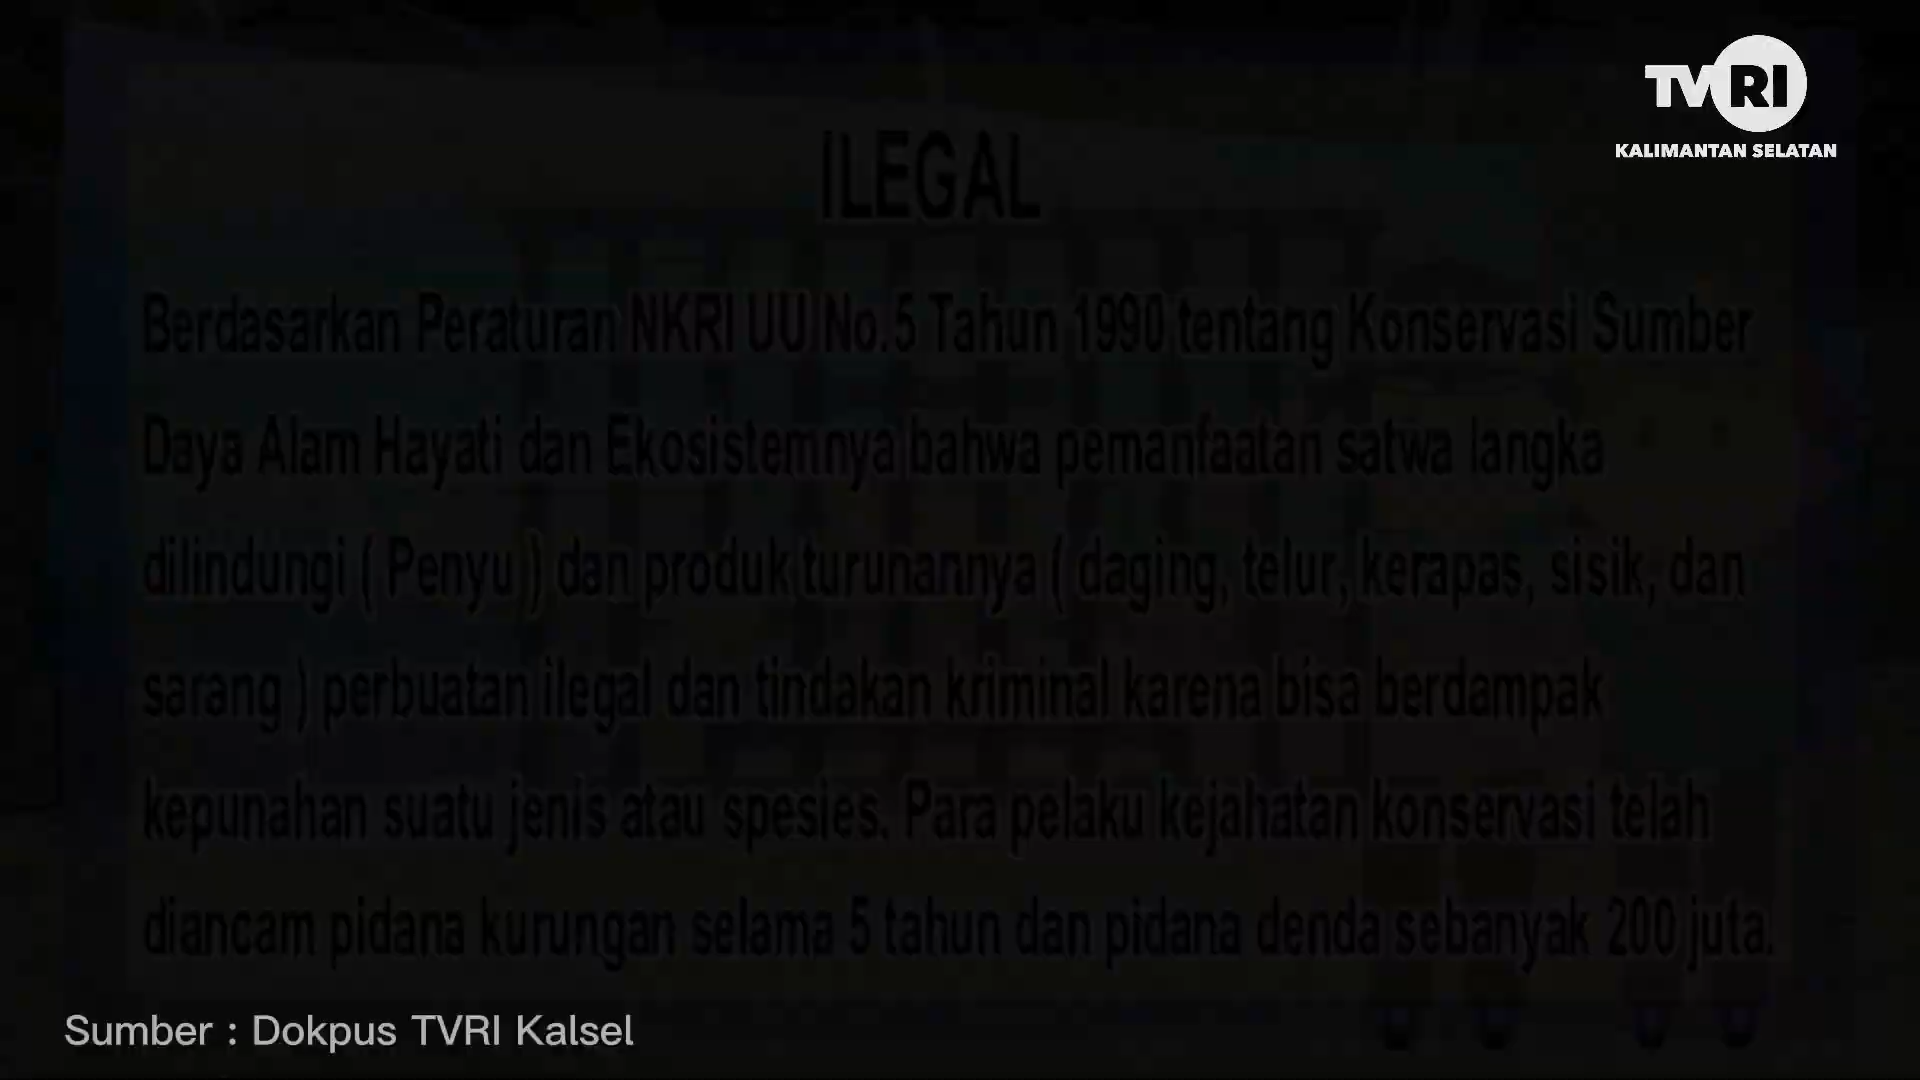 TVRI
KALIMANTAN SELATAN
ILEGAL
Berdasarkan Peraturan NKRI UU No.5 Tahun 1990 tentang Konservasi Sumber
Daya Alam Hayati dan Ekosistemnya bahwa pemanfaatan satwa langka
dilindungi ( Penyu ) dan produk turunannya ( daging, telur, kerapas, sisik, dan
sarang ) perbuatan ilegal dan tindakan kriminal karena bisa berdampak
kepunahan suatu jenis atau spesies. Para pelaku kejahatan konservasi telah
diancam pidana kurungan selama 5 tahun dan pidana denda sebanyak 200 juta.
Sumber : Dokpus TVRI Kalsel